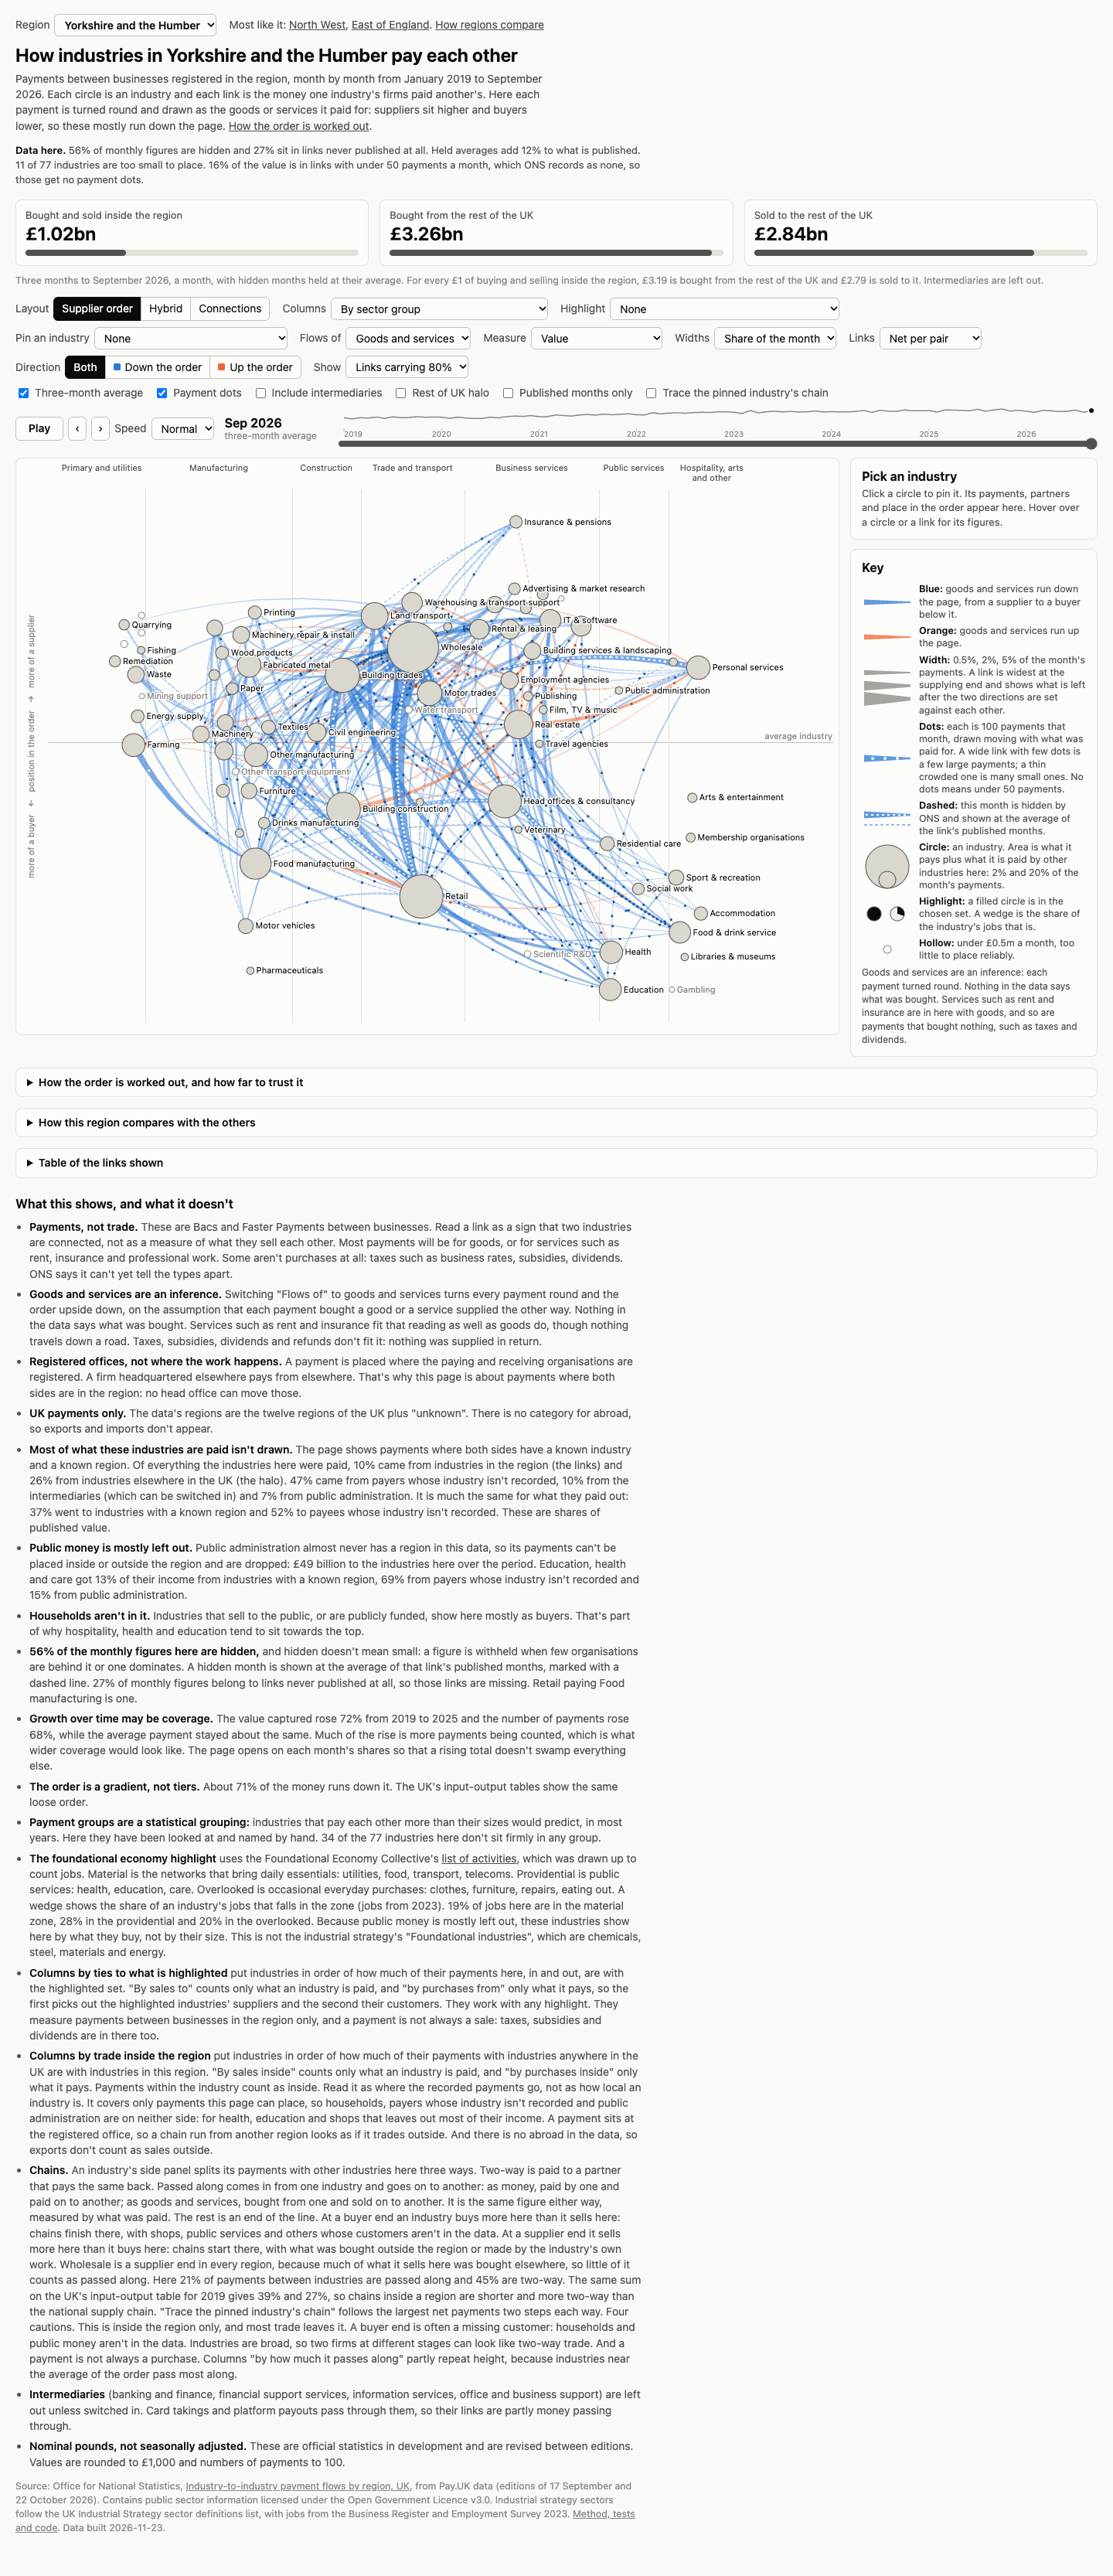 Region Yorkshire and the Humber Most like it: North West, East of England. How regions compare
How industries in Yorkshire and the Humber pay each other
Payments between businesses registered in the region, month by month from January 2019 to September
2026. Each circle is an industry and each link is the money one industry's firms paid another's. Here each
payment is turned round and drawn as the goods or services it paid for: suppliers sit higher and buyers
lower, so these mostly run down the page. How the order is worked out.
Data here. 56% of monthly figures are hidden and 27% sit in links never published at all. Held averages add 12% to what is published.
11 of 77 industries are too small to place. 16% of the value is in links with under 50 payments a month, which ONS records as none, so
those get no payment dots.
Bought and sold inside the region
£1.02bn
Bought from the rest of the UK
£3.26bn
Sold to the rest of the UK
£2.84bn
Three months to September 2026, a month, with hidden months held at their average. For every £1 of buying and selling inside the region, £3.19 is bought from the rest of the UK and £2.79 is sold to it. Intermediaries are left out.
Layout Supplier order Hybrid Connections Columns By sector group Highlight None
Pin an industry None Flows of Goods and services Measure Value Widths Share of the month Links Net per pair
Direction Both Down the order Up the order Show Links carrying 80%
Three-month average Payment dots Include intermediaries Rest of UK halo Published months only Trace the pinned industry's chain
Play ‹ › Speed Normal Sep 2026
three-month average
2019 2020 2021 2022 2023 2024 2025 2026
Primary and utilities Manufacturing Construction Trade and transport Business services Public services Hospitality, arts
and other
more of a buyer ← position in the order → more of a supplier
Insurance & pensions
Advertising & market research
Warehousing & transport support
Printing
Land transport
IT & software
Quarrying
Rental & leasing
Machinery repair & install
Wholesale
Fishing
Wood products
Building services & landscaping
Remediation
Fabricated metal
Personal services
Waste
Building trades
Employment agencies
Paper
Public administration
Mining support
Motor trades
Publishing
Water transport
Film, TV & music
Energy supply
Textiles
Real estate
Machinery
Civil engineering
average industry
Farming
Travel agencies
Other manufacturing
Other transport equipment
Furniture
Arts & entertainment
Head offices & consultancy
Building construction
Drinks manufacturing
Veterinary
Membership organisations
Residential care
Food manufacturing
Sport & recreation
Social work
Retail
Accommodation
Motor vehicles
Food & drink service
Scientific R&D
Health
Libraries & museums
Pharmaceuticals
Education
Gambling
Pick an industry
Click a circle to pin it. Its payments, partners
and place in the order appear here. Hover over
a circle or a link for its figures.
Key
Blue: goods and services run down
the page, from a supplier to a buyer
below it.
Orange: goods and services run up
the page.
Width: 0.5%, 2%, 5% of the month's
payments. A link is widest at the
supplying end and shows what is left
after the two directions are set
against each other.
Dots: each is 100 payments that
month, drawn moving with what was
paid for. A wide link with few dots is
a few large payments; a thin
crowded one is many small ones. No
dots means under 50 payments.
Dashed: this month is hidden by
ONS and shown at the average of
the link's published months.
Circle: an industry. Area is what it
pays plus what it is paid by other
industries here: 2% and 20% of the
month's payments.
Highlight: a filled circle is in the
chosen set. A wedge is the share of
the industry's jobs that is.
Hollow: under £0.5m a month, too
little to place reliably.
Goods and services are an inference: each
payment turned round. Nothing in the data says
what was bought. Services such as rent and
insurance are in here with goods, and so are
payments that bought nothing, such as taxes and
dividends.
How the order is worked out, and how far to trust it
How this region compares with the others
Table of the links shown
What this shows, and what it doesn't
Payments, not trade. These are Bacs and Faster Payments between businesses. Read a link as a sign that two industries
are connected, not as a measure of what they sell each other. Most payments will be for goods, or for services such as
rent, insurance and professional work. Some aren't purchases at all: taxes such as business rates, subsidies, dividends.
ONS says it can't yet tell the types apart.
Goods and services are an inference. Switching "Flows of" to goods and services turns every payment round and the
order upside down, on the assumption that each payment bought a good or a service supplied the other way. Nothing in
the data says what was bought. Services such as rent and insurance fit that reading as well as goods do, though nothing
travels down a road. Taxes, subsidies, dividends and refunds don't fit it: nothing was supplied in return.
Registered offices, not where the work happens. A payment is placed where the paying and receiving organisations are
registered. A firm headquartered elsewhere pays from elsewhere. That's why this page is about payments where both
sides are in the region: no head office can move those.
UK payments only. The data's regions are the twelve regions of the UK plus "unknown". There is no category for abroad,
so exports and imports don't appear.
Most of what these industries are paid isn't drawn. The page shows payments where both sides have a known industry
and a known region. Of everything the industries here were paid, 10% came from industries in the region (the links) and
26% from industries elsewhere in the UK (the halo). 47% came from payers whose industry isn't recorded, 10% from the
intermediaries (which can be switched in) and 7% from public administration. It is much the same for what they paid out:
37% went to industries with a known region and 52% to payees whose industry isn't recorded. These are shares of
published value.
Public money is mostly left out. Public administration almost never has a region in this data, so its payments can't be
placed inside or outside the region and are dropped: £49 billion to the industries here over the period. Education, health
and care got 13% of their income from industries with a known region, 69% from payers whose industry isn't recorded and
15% from public administration.
Households aren't in it. Industries that sell to the public, or are publicly funded, show here mostly as buyers. That's part
of why hospitality, health and education tend to sit towards the top.
56% of the monthly figures here are hidden, and hidden doesn't mean small: a figure is withheld when few organisations
are behind it or one dominates. A hidden month is shown at the average of that link's published months, marked with a
dashed line. 27% of monthly figures belong to links never published at all, so those links are missing. Retail paying Food
manufacturing is one.
Growth over time may be coverage. The value captured rose 72% from 2019 to 2025 and the number of payments rose
68%, while the average payment stayed about the same. Much of the rise is more payments being counted, which is what
wider coverage would look like. The page opens on each month's shares so that a rising total doesn't swamp everything
else.
The order is a gradient, not tiers. About 71% of the money runs down it. The UK's input-output tables show the same
loose order.
Payment groups are a statistical grouping: industries that pay each other more than their sizes would predict, in most
years. Here they have been looked at and named by hand. 34 of the 77 industries here don't sit firmly in any group.
The foundational economy highlight uses the Foundational Economy Collective's list of activities, which was drawn up to
count jobs. Material is the networks that bring daily essentials: utilities, food, transport, telecoms. Providential is public
services: health, education, care. Overlooked is occasional everyday purchases: clothes, furniture, repairs, eating out. A
wedge shows the share of an industry's jobs that falls in the zone (jobs from 2023). 19% of jobs here are in the material
zone, 28% in the providential and 20% in the overlooked. Because public money is mostly left out, these industries show
here by what they buy, not by their size. This is not the industrial strategy's "Foundational industries", which are chemicals,
steel, materials and energy.
Columns by ties to what is highlighted put industries in order of how much of their payments here, in and out, are with
the highlighted set. "By sales to" counts only what an industry is paid, and "by purchases from" only what it pays, so the
first picks out the highlighted industries' suppliers and the second their customers. They work with any highlight. They
measure payments between businesses in the region only, and a payment is not always a sale: taxes, subsidies and
dividends are in there too.
Columns by trade inside the region put industries in order of how much of their payments with industries anywhere in the
UK are with industries in this region. "By sales inside" counts only what an industry is paid, and "by purchases inside" only
what it pays. Payments within the industry count as inside. Read it as where the recorded payments go, not as how local an
industry is. It covers only payments this page can place, so households, payers whose industry isn't recorded and public
administration are on neither side: for health, education and shops that leaves out most of their income. A payment sits at
the registered office, so a chain run from another region looks as if it trades outside. And there is no abroad in the data, so
exports don't count as sales outside.
Chains. An industry's side panel splits its payments with other industries here three ways. Two-way is paid to a partner
that pays the same back. Passed along comes in from one industry and goes on to another: as money, paid by one and
paid on to another; as goods and services, bought from one and sold on to another. It is the same figure either way,
measured by what was paid. The rest is an end of the line. At a buyer end an industry buys more here than it sells here:
chains finish there, with shops, public services and others whose customers aren't in the data. At a supplier end it sells
more here than it buys here: chains start there, with what was bought outside the region or made by the industry's own
work. Wholesale is a supplier end in every region, because much of what it sells here was bought elsewhere, so little of it
counts as passed along. Here 21% of payments between industries are passed along and 45% are two-way. The same sum
on the UK's input-output table for 2019 gives 39% and 27%, so chains inside a region are shorter and more two-way than
the national supply chain. "Trace the pinned industry's chain" follows the largest net payments two steps each way. Four
cautions. This is inside the region only, and most trade leaves it. A buyer end is often a missing customer: households and
public money aren't in the data. Industries are broad, so two firms at different stages can look like two-way trade. And a
payment is not always a purchase. Columns "by how much it passes along" partly repeat height, because industries near
the average of the order pass most along.
Intermediaries (banking and finance, financial support services, information services, office and business support) are left
out unless switched in. Card takings and platform payouts pass through them, so their links are partly money passing
through.
Nominal pounds, not seasonally adjusted. These are official statistics in development and are revised between editions.
Values are rounded to £1,000 and numbers of payments to 100.
Source: Office for National Statistics, Industry-to-industry payment flows by region, UK, from Pay.UK data (editions of 17 September and
22 October 2026). Contains public sector information licensed under the Open Government Licence v3.0. Industrial strategy sectors
follow the UK Industrial Strategy sector definitions list, with jobs from the Business Register and Employment Survey 2023. Method, tests
and code. Data built 2026-11-23.